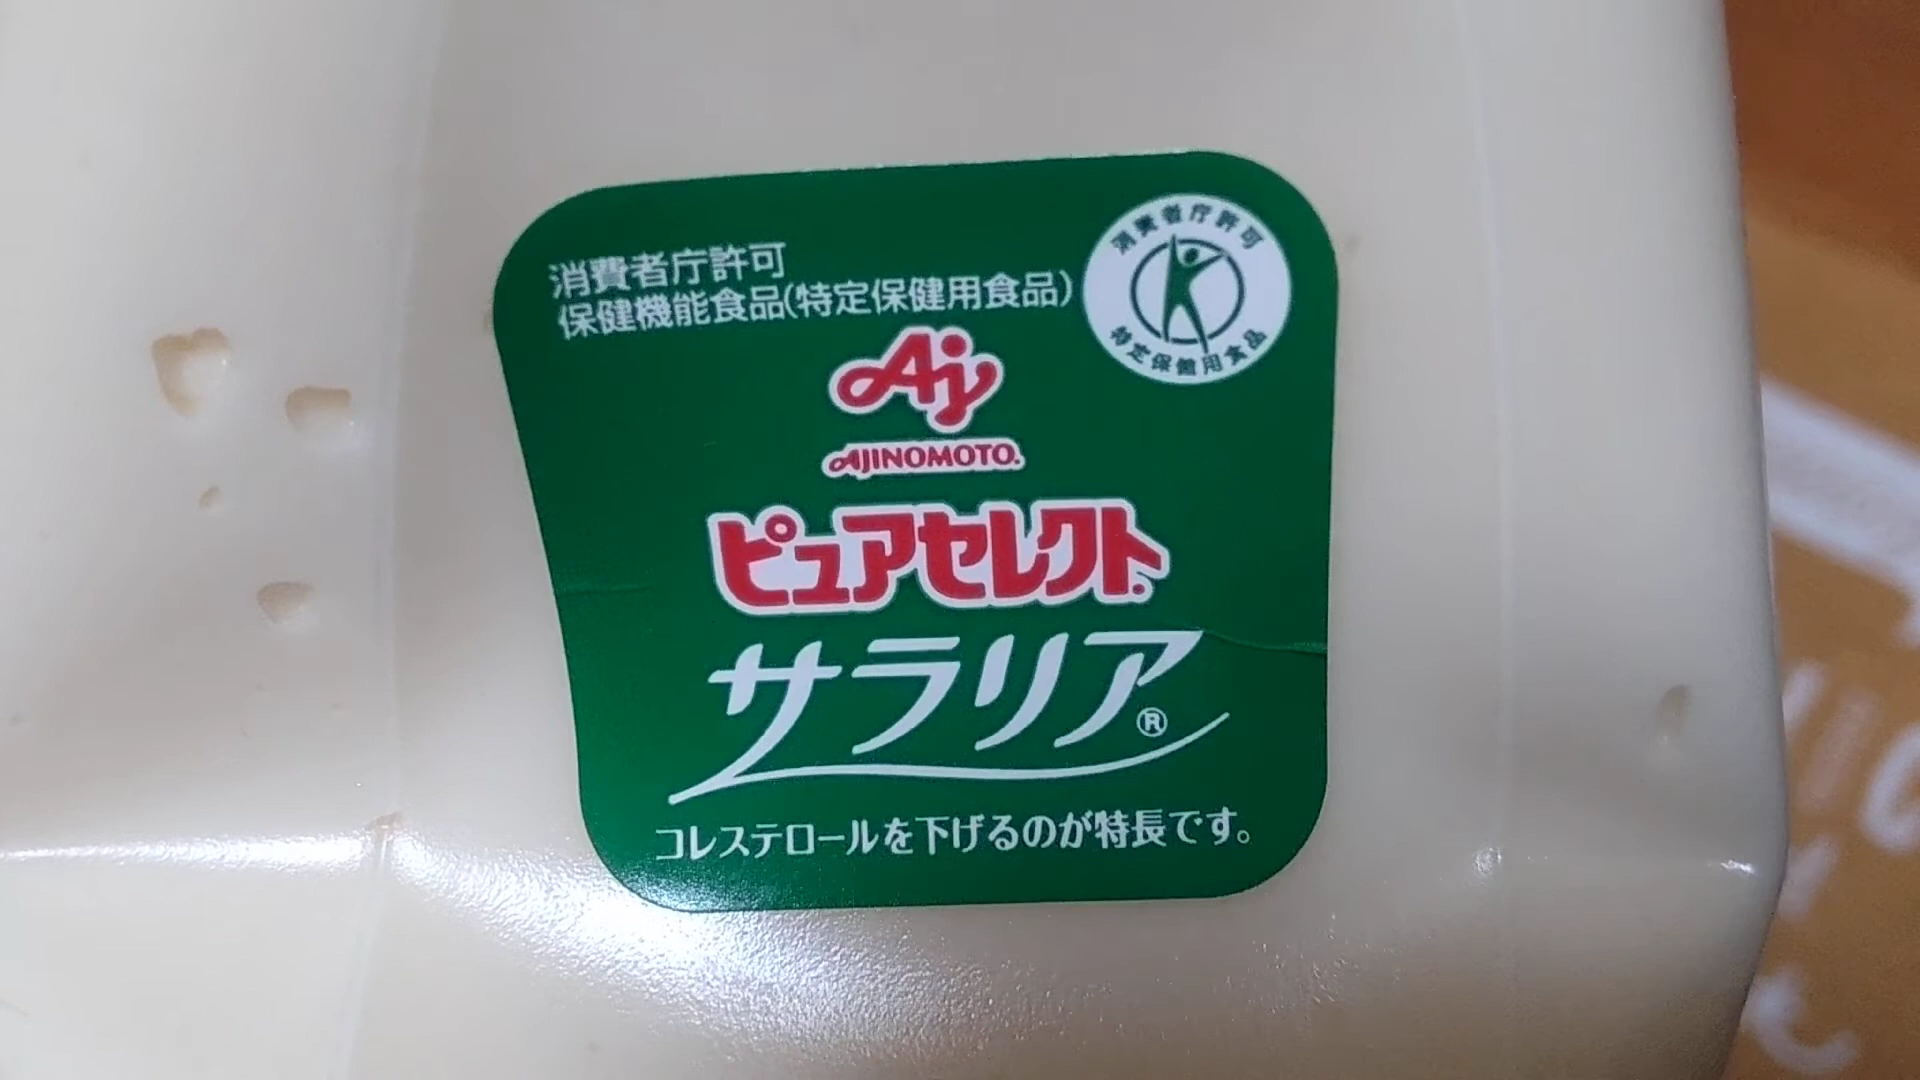 消費者庁許可
保健機能食品(特定保健用食品)
消費者庁許可
特定保健用食品
Aj
AJINOMOTO®
ピュアセレクト®
サラリア®
コレステロールを下げるのが特長です。